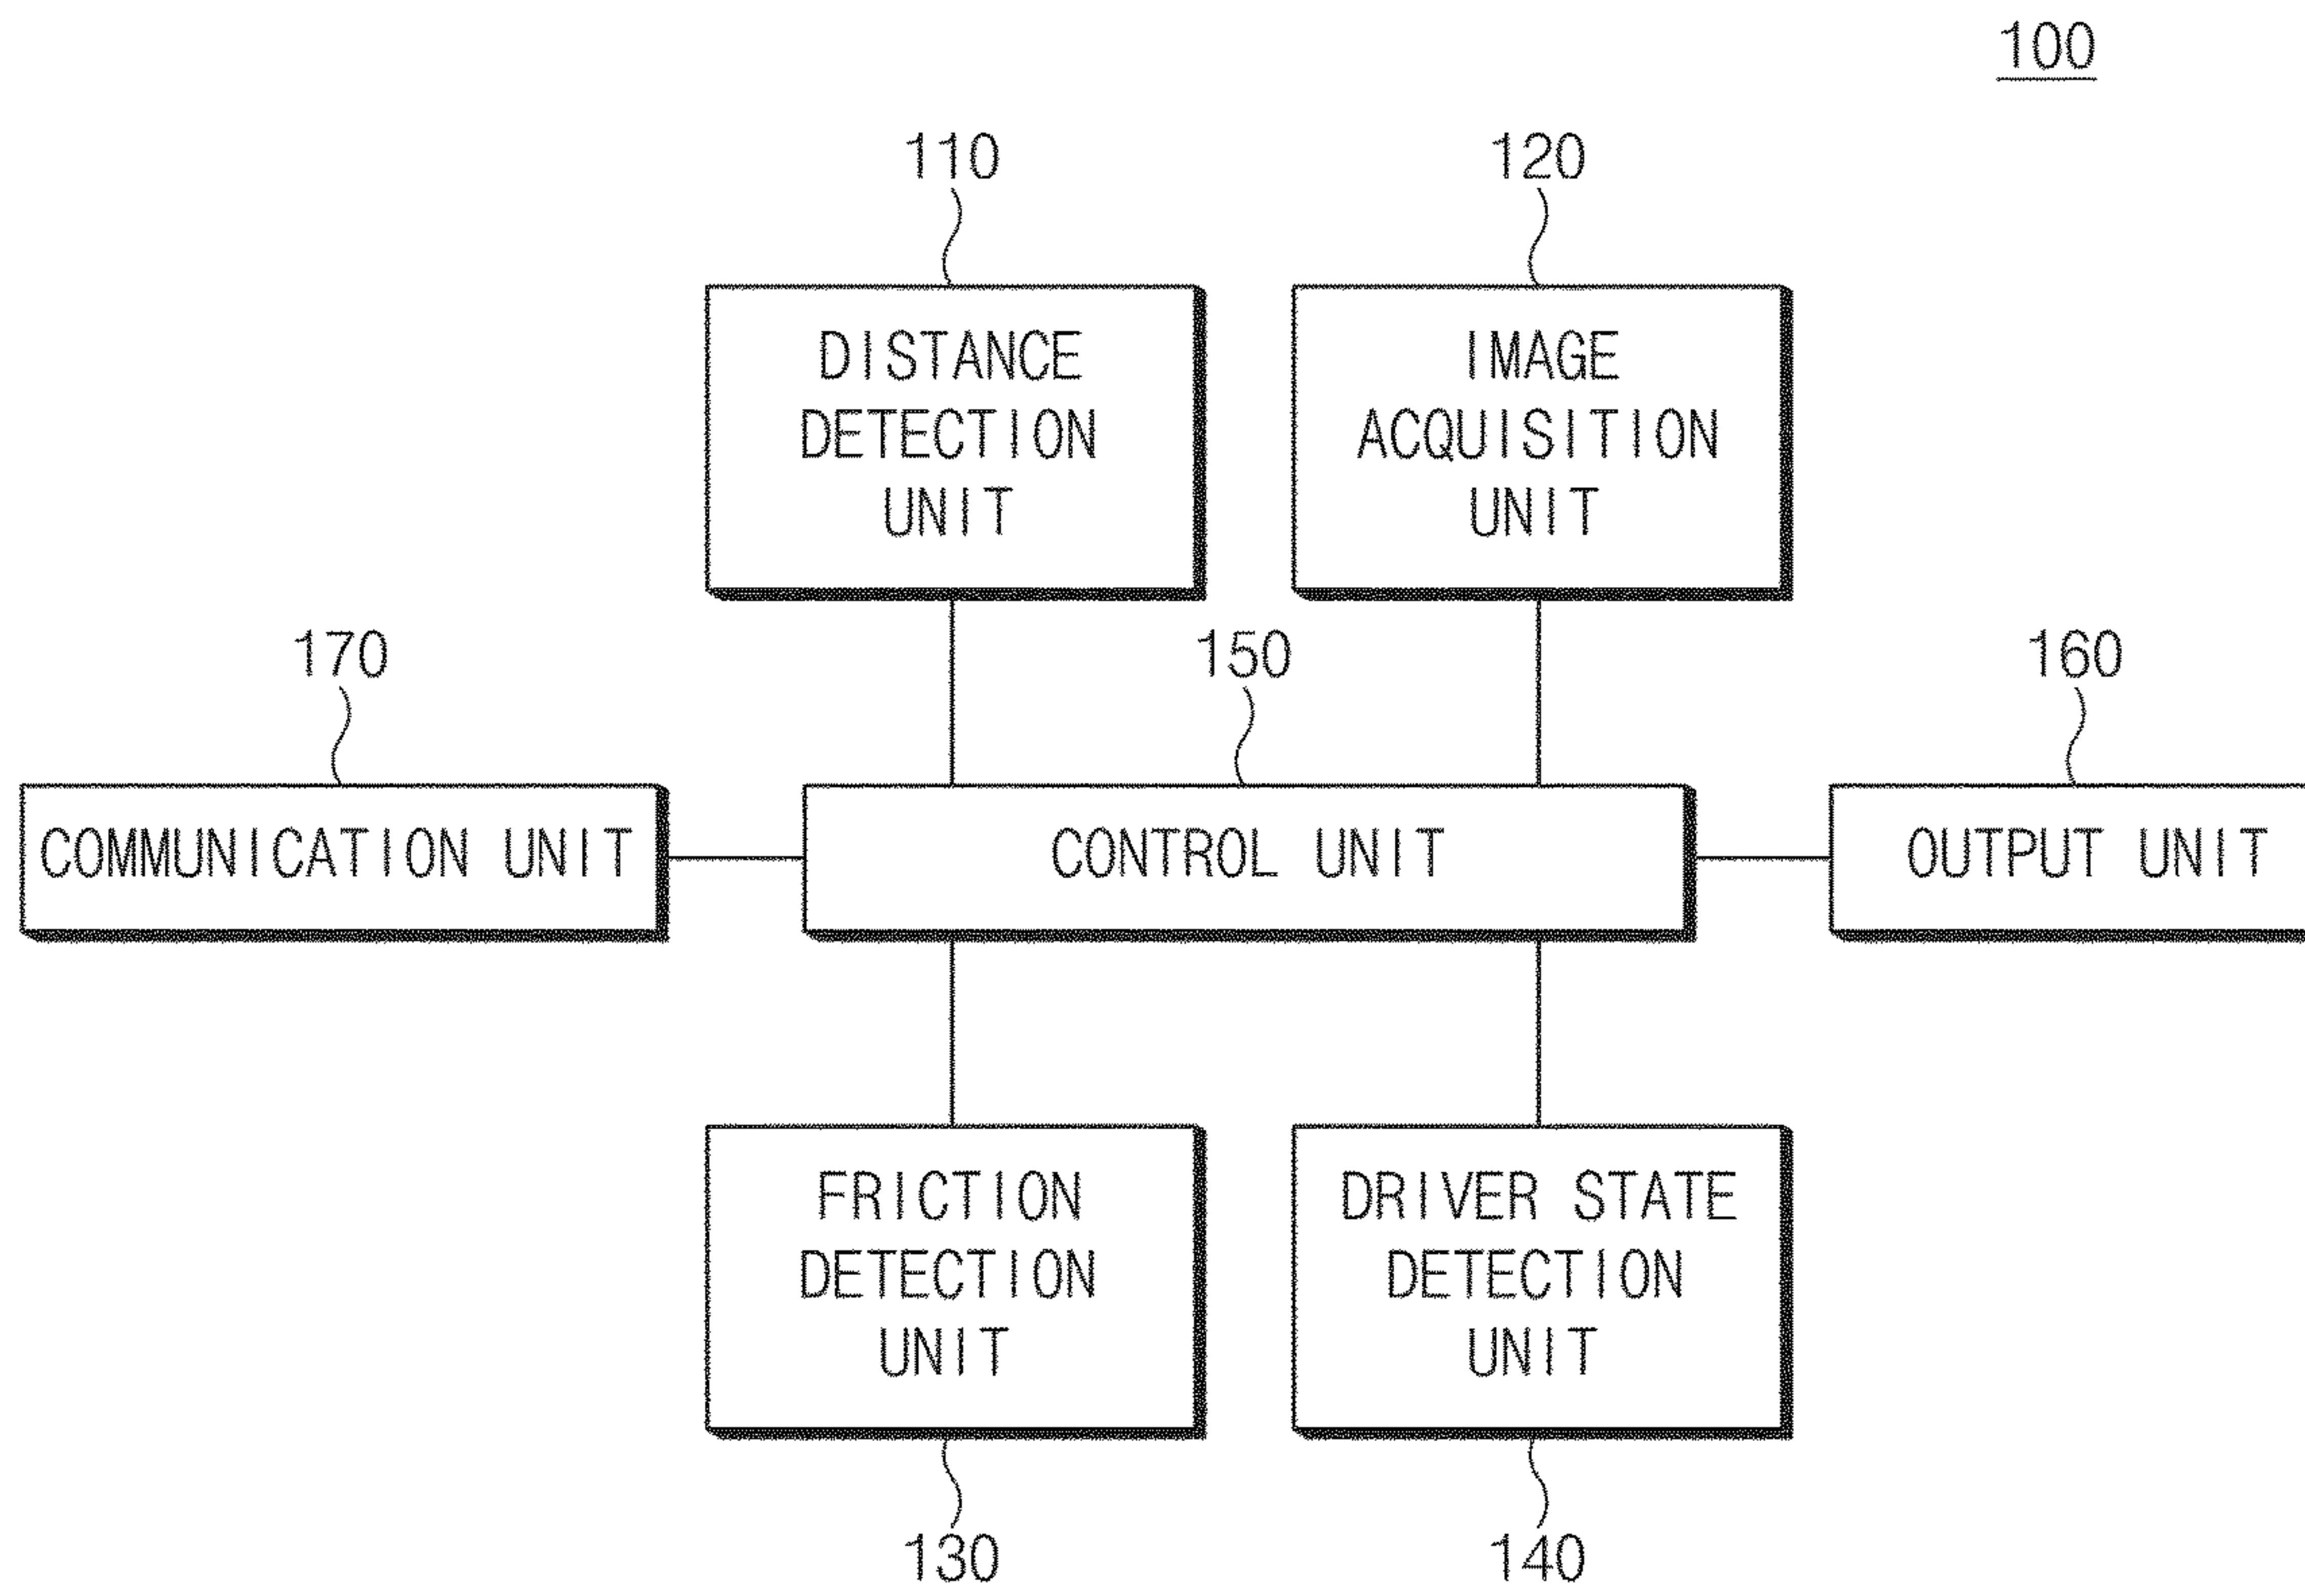 100
110
120
DISTANCE
DETECTION
UNIT
IMAGE
ACQUISITION
UNIT
170
150
160
COMMUNICATION UNIT
CONTROL UNIT
OUTPUT UNIT
FRICTION
DETECTION
UNIT
DRIVER STATE
DETECTION
UNIT
130
140